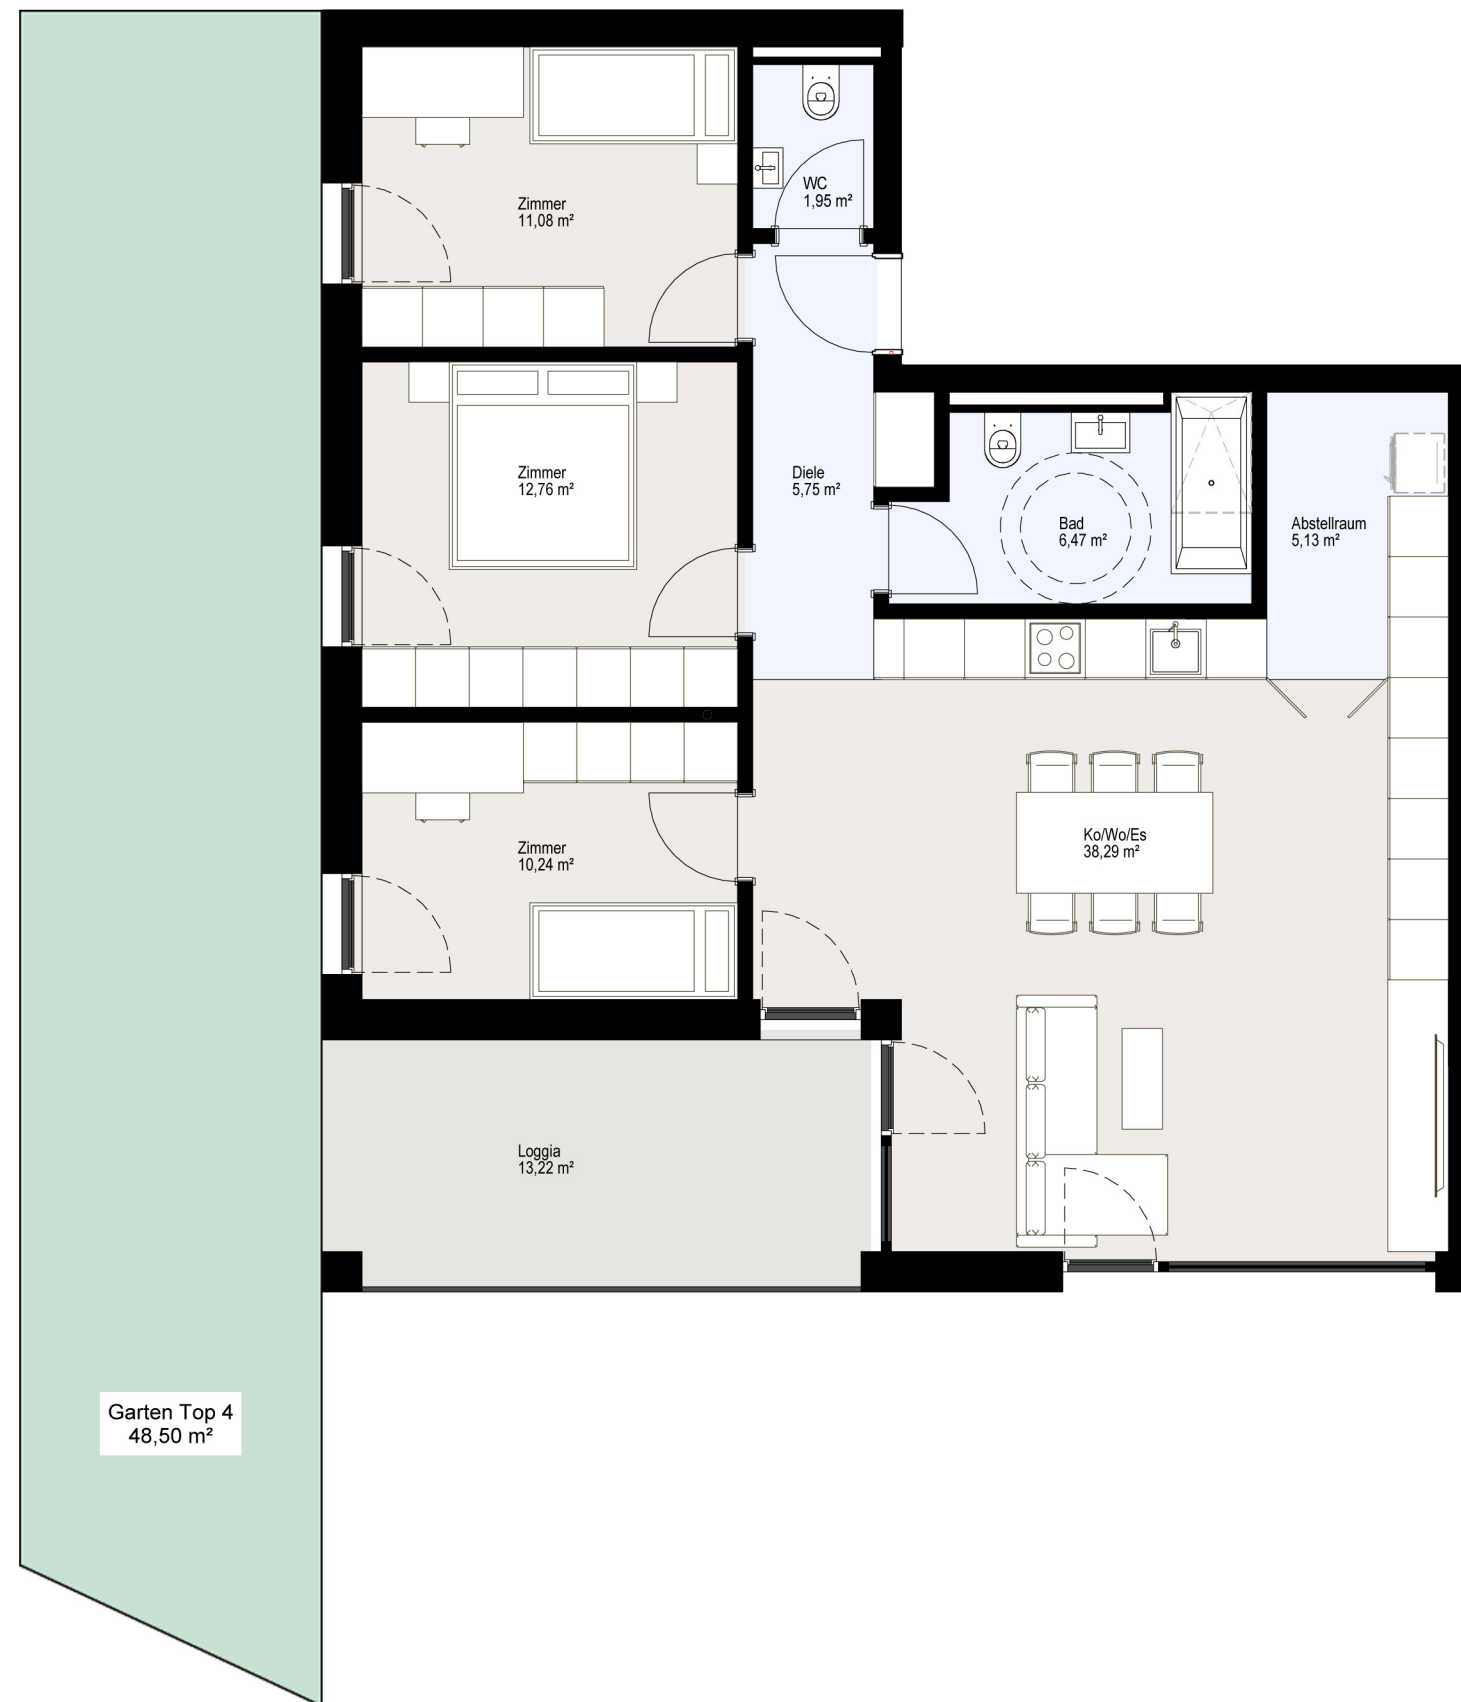 Zimmer
11,08 m²
WC
1,95 m²
Zimmer
12,76 m²
Diele
5,75 m²
Bad
6,47 m²
Abstellraum
5,13 m²
Zimmer
10,24 m²
Ko/Wo/Es
38,29 m²
Loggia
13,22 m²
Garten Top 4
48,50 m²